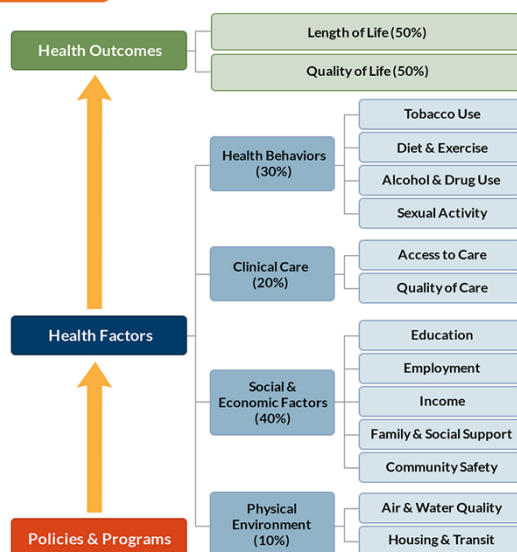 Health Outcomes
Length of Life (50%)
Quality of Life (50%)
Health Behaviors
(30%)
Tobacco Use
Diet & Exercise
Alcohol & Drug Use
Sexual Activity
Clinical Care
(20%)
Access to Care
Quality of Care
Health Factors
Social &
Economic Factors
(40%)
Education
Employment
Income
Family & Social Support
Community Safety
Physical
Environment
(10%)
Air & Water Quality
Housing & Transit
Policies & Programs